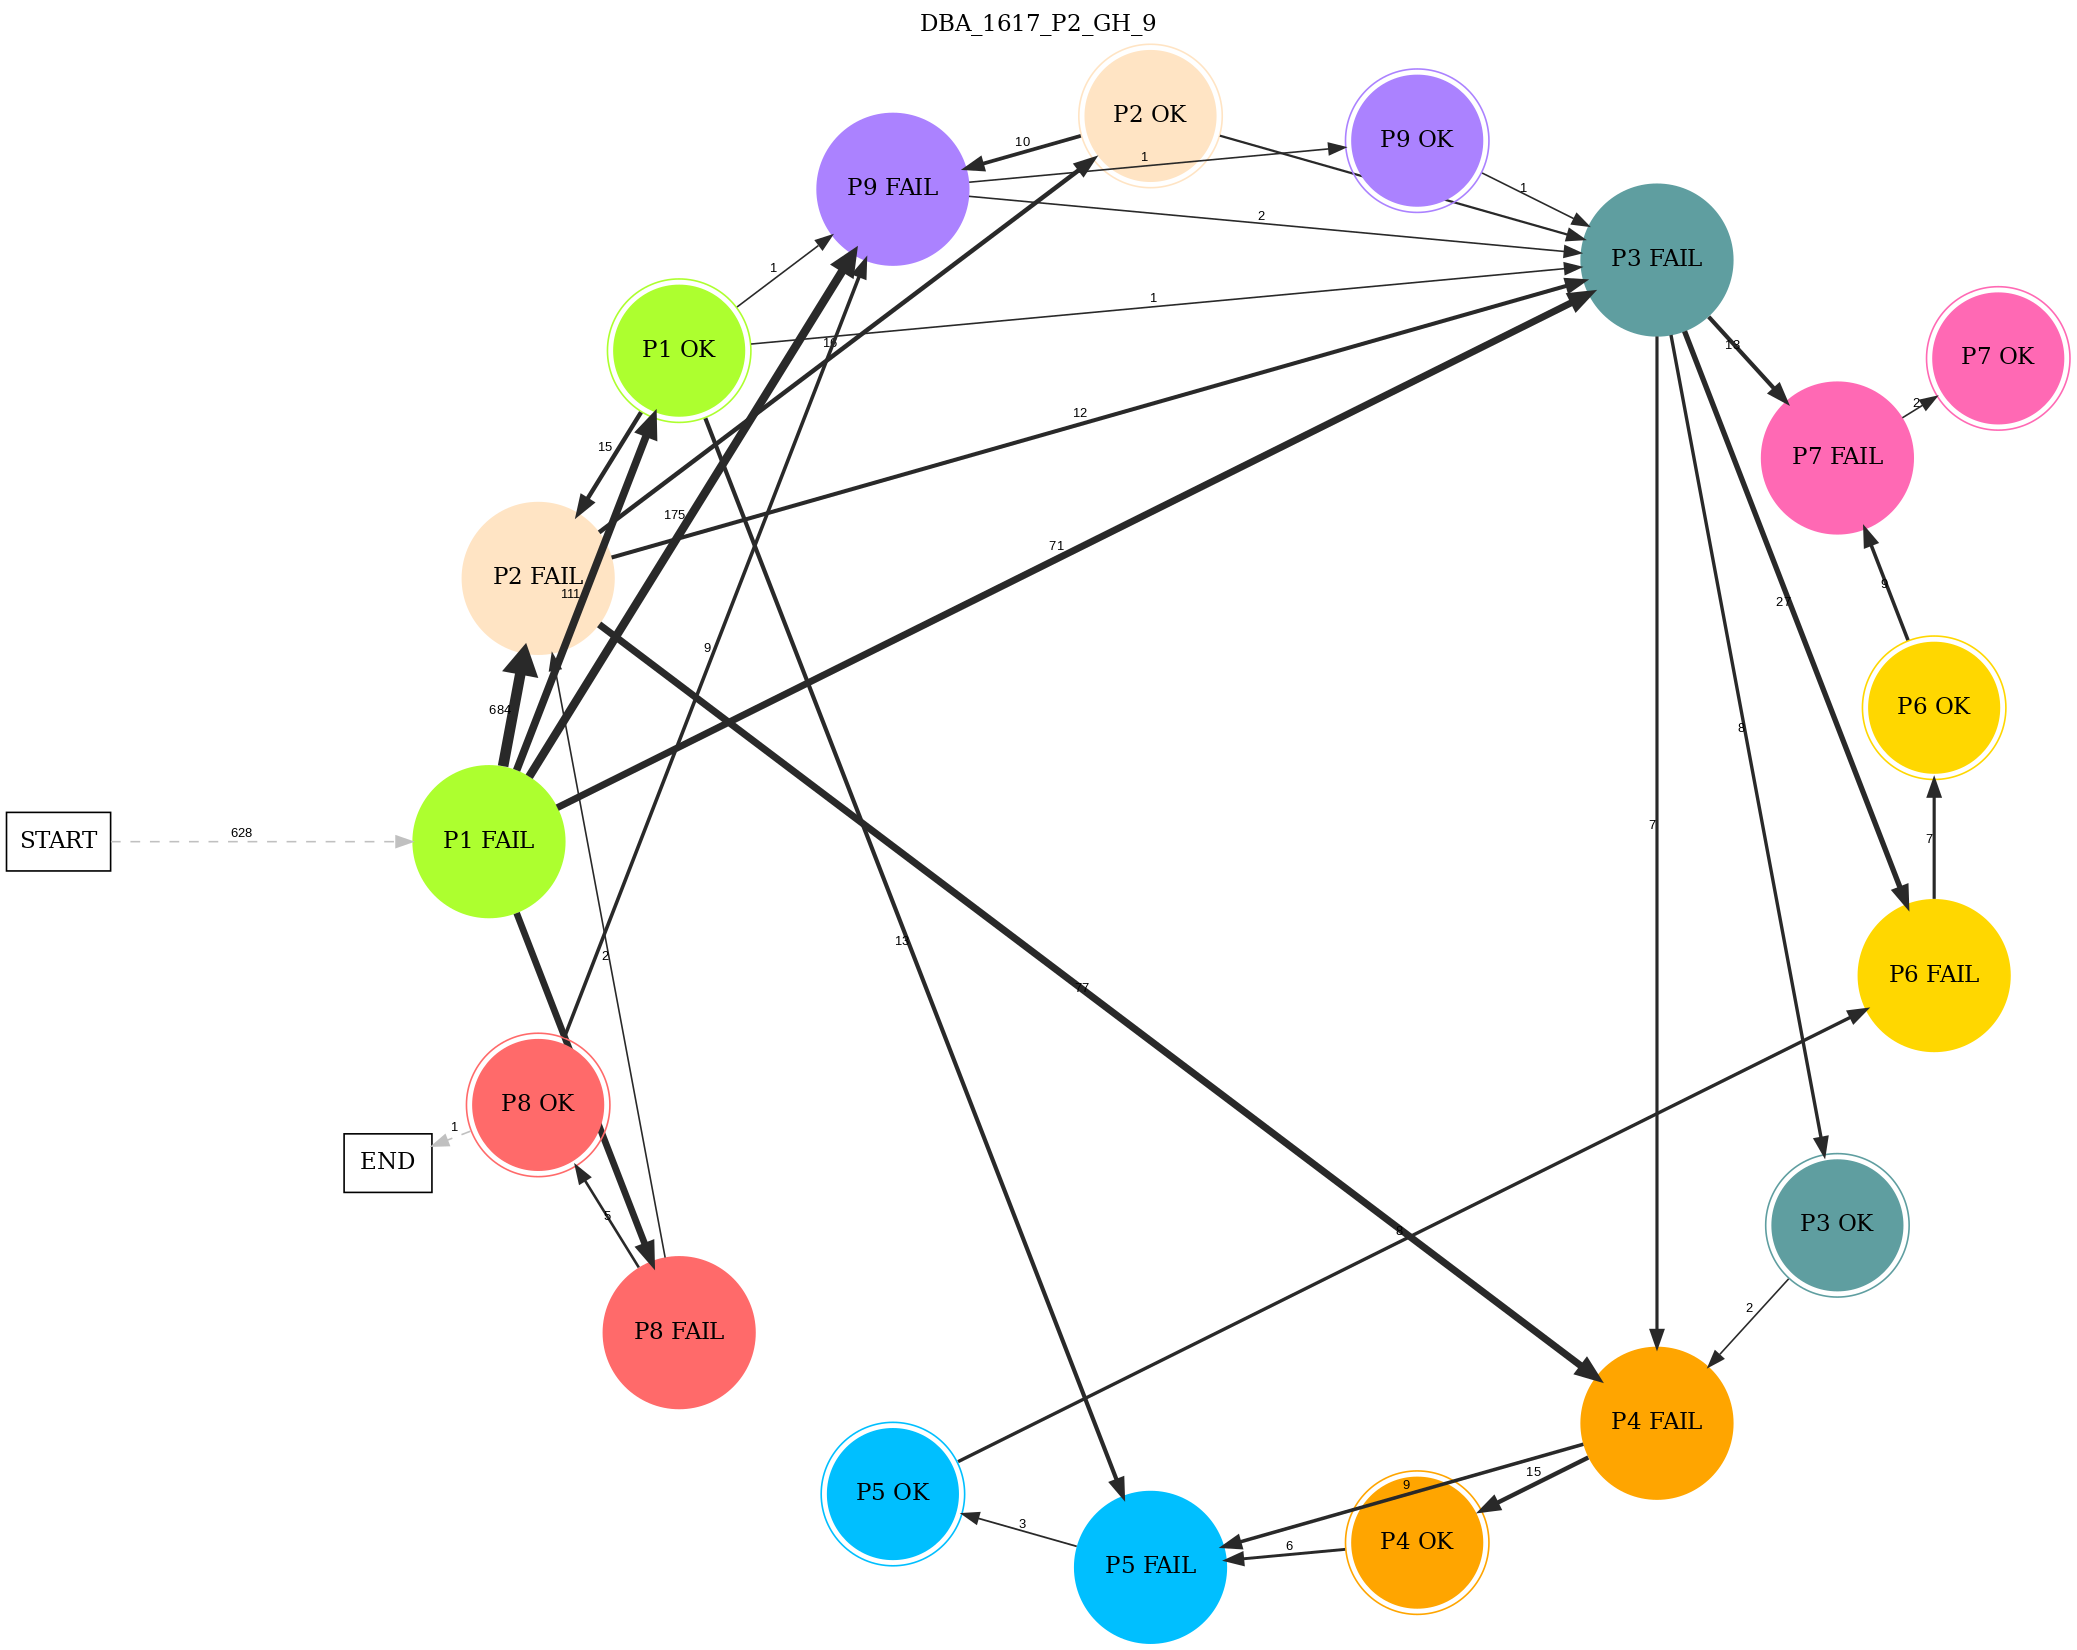 DBA_1617_P2_GH_9
P2 OK
P9 OK
10
1
P9 FAIL
1
2
P3 FAIL
1
1
P1 OK
16
13
P7 OK
2
12
15
P7 FAIL
175
71
P2 FAIL
111
9
27
9
684
P6 OK
8
START
628
P1 FAIL
7
7
13
2
P6 FAIL
77
P8 OK
1
END
5
P3 OK
2
P8 FAIL
P4 FAIL
15
9
P5 OK
3
6
P4 OK
P5 FAIL